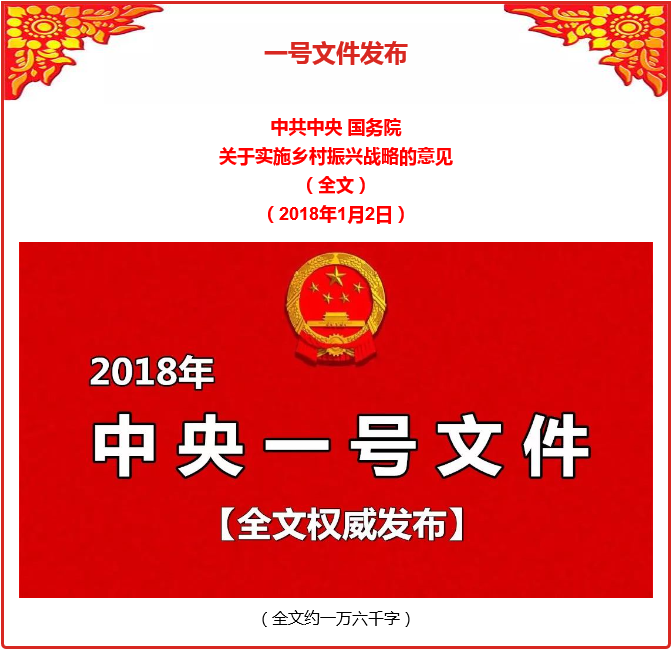 一号文件发布
中共中央 国务院
关于实施乡村振兴战略的意见
（全文）
（2018年1月2日）
2018年
中央一号文件
【全文权威发布】
（全文约一万六千字）